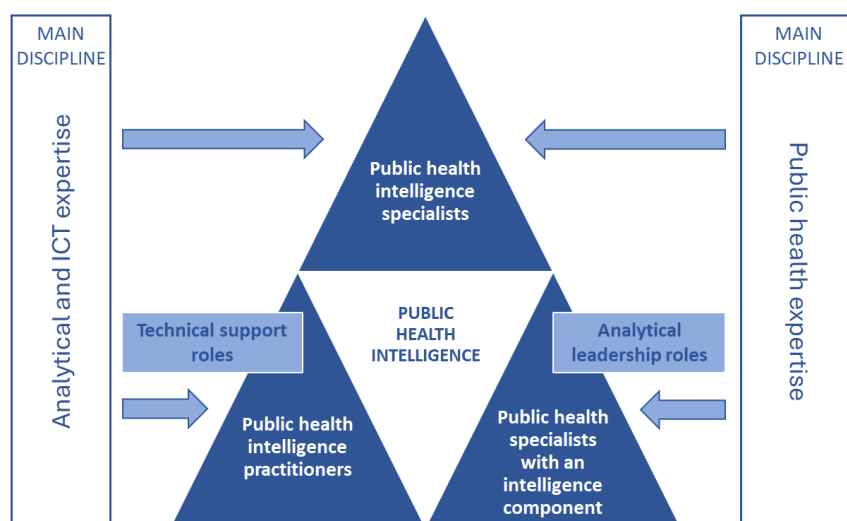 MAIN
DISCIPLINE
Analytical and ICT expertise
MAIN
DISCIPLINE
Public health expertise
Public health
intelligence
specialists
Technical support
roles
PUBLIC
HEALTH
INTELLIGENCE
Analytical
leadership roles
Public health
intelligence
practitioners
Public health
specialists
with an
intelligence
component